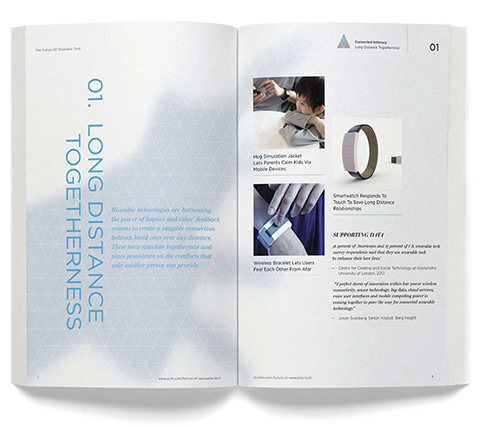 The Future Of Wearable Tech
01. LONG DISTANCE
TOGETHERNESS
Wearable technologies are harnessing
the power of haptics and other feedback
systems to create a tangible connection
between loved ones over any distance.
These tools simulate togetherness and
place precedence on the comforts that
only another person can provide.
www.psfk.com/future-of-wearable-tech
Connected Intimacy
Long Distance Togetherness
01
Hug Simulation Jacket
Lets Parents Calm Kids Via
Mobile Devices
Smartwatch Responds To
Touch To Save Long Distance
Relationships
Wireless Bracelet Lets Users
Feel Each Other From Afar
SUPPORTING DATA
of Americans and of U.K. wearable tech
survey respondents said that they use wearable tech
to enhance their love lives.
— Centre for Creative and Social Technology at Goldsmiths,
University of London, 2013
"A perfect storm of innovation within low power wireless
connectivity, sensor technology, big data, cloud services,
voice user interfaces and mobile computing power is
coming together to pave the way for connected wearable
technology."
— Johan Svanberg, Senior Analyst, Berg Insight